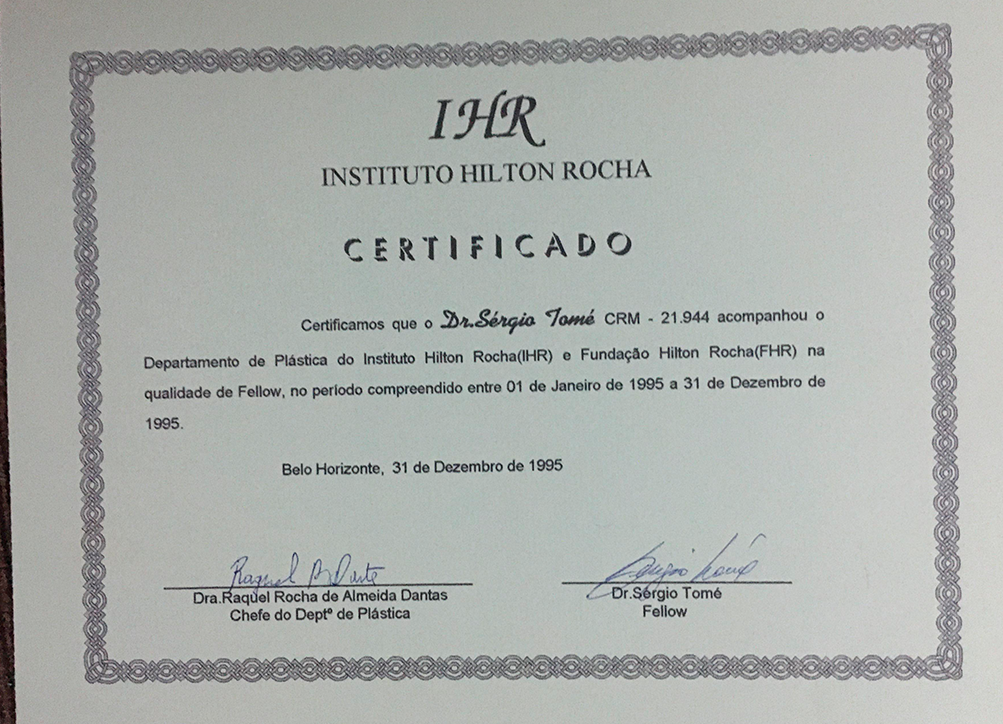 IHR
INSTITUTO HILTON ROCHA
CERTIFICADO
Certificamos que o Dr.Sérgio Tomé CRM - 21.944 acompanhou o
Departamento de Plástica do Instituto Hilton Rocha(IHR) e Fundação Hilton Rocha(FHR) na
qualidade de Fellow, no período compreendido entre 01 de Janeiro de 1995 a 31 de Dezembro de
1995.
Belo Horizonte, 31 de Dezembro de 1995
Raquel
Sérgio Tomé
Dra.Raquel Rocha de Almeida Dantas
Dr.Sérgio Tomé
Chefe do Deptº de Plástica
Fellow